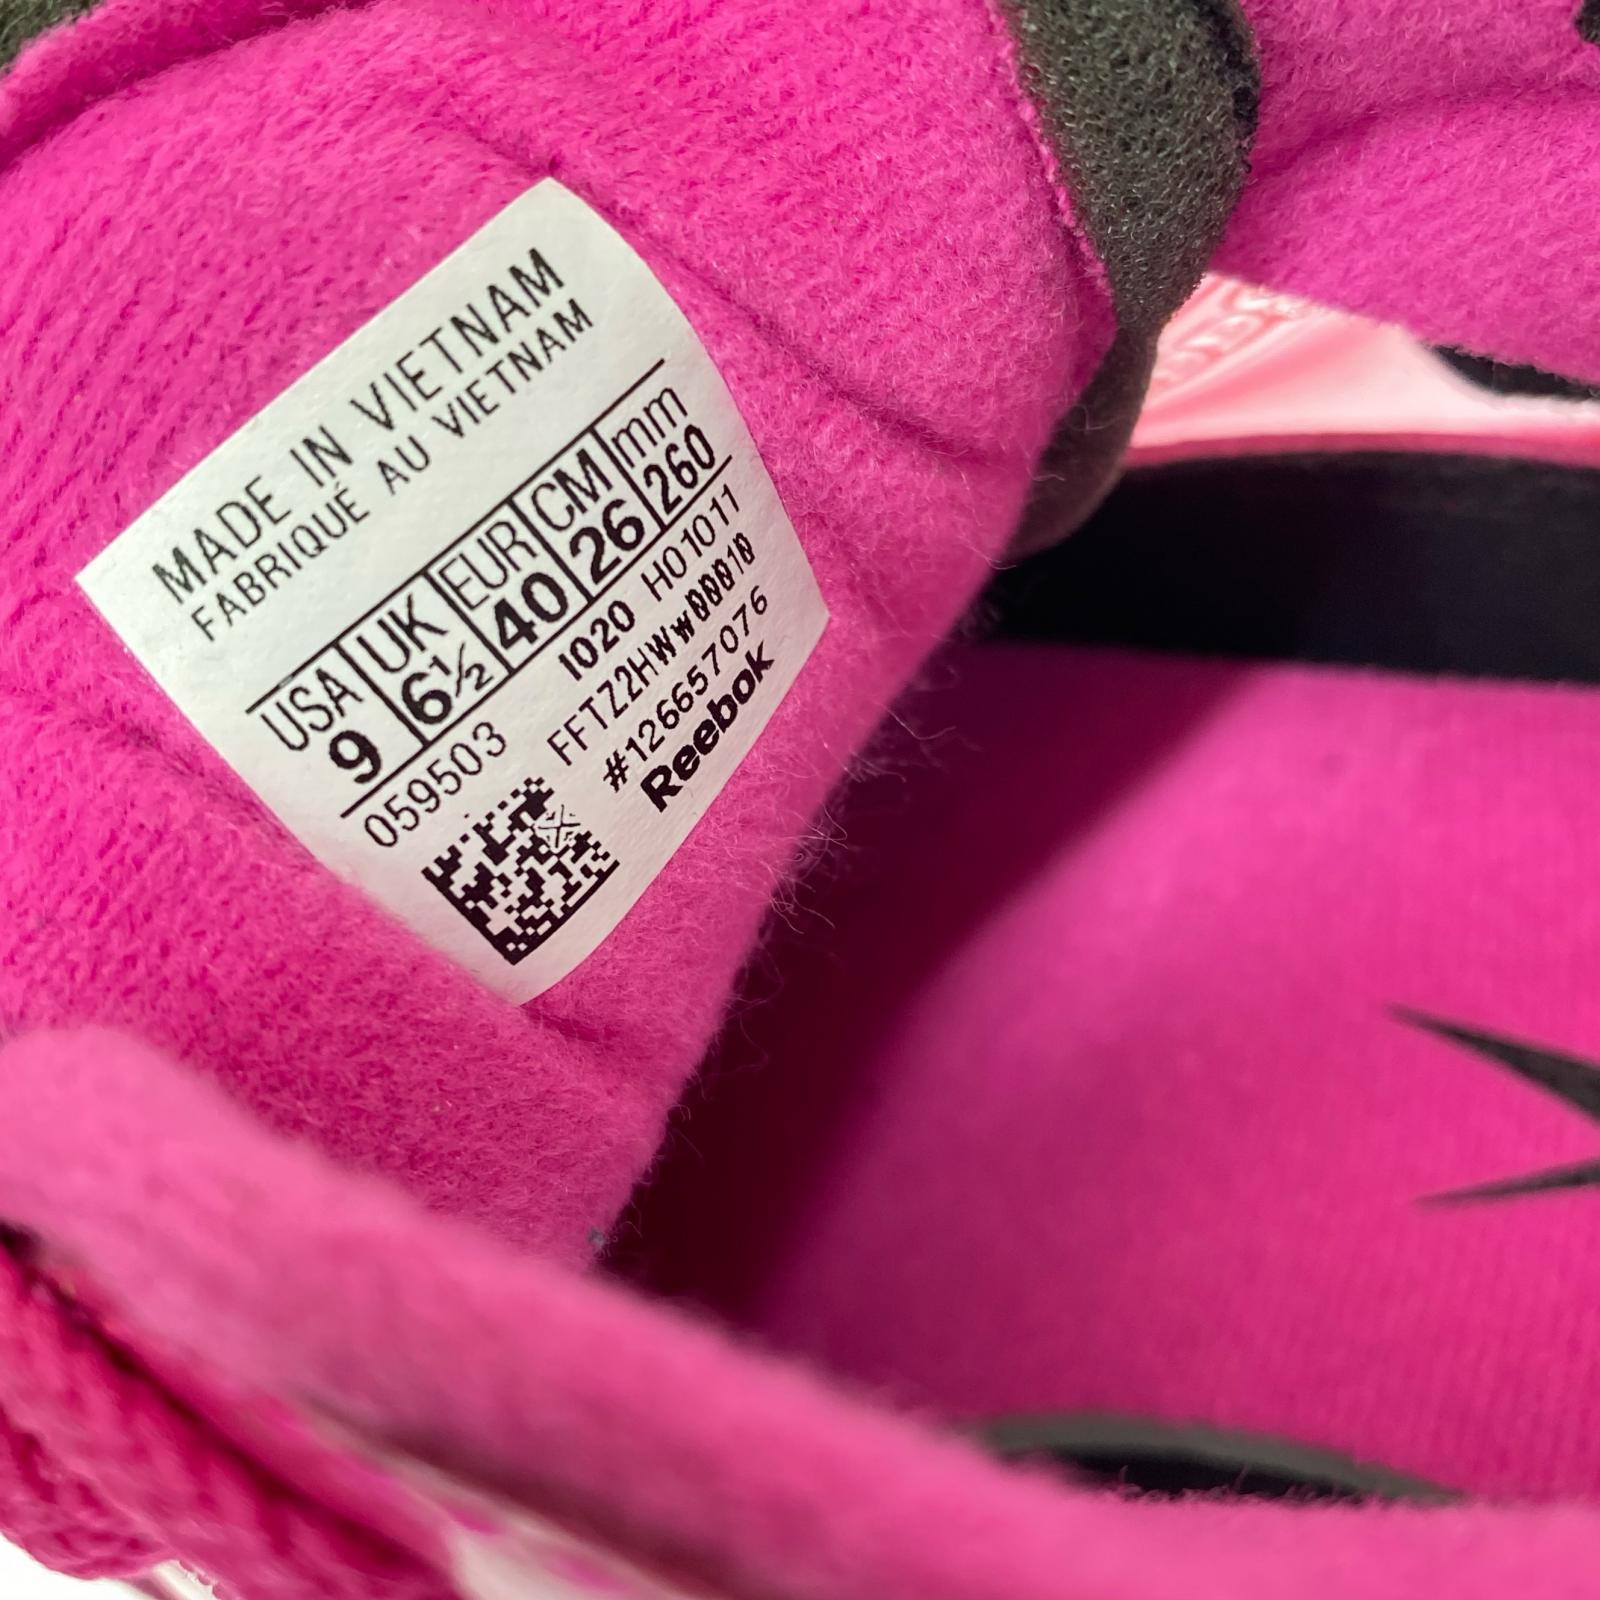 MADE IN VIETNAM
FABRIQUÉ AU VIETNAM
USA UK EUR CM mm
9 6½ 40 26 260
059503 I020 H01011
#126657076
Reebok